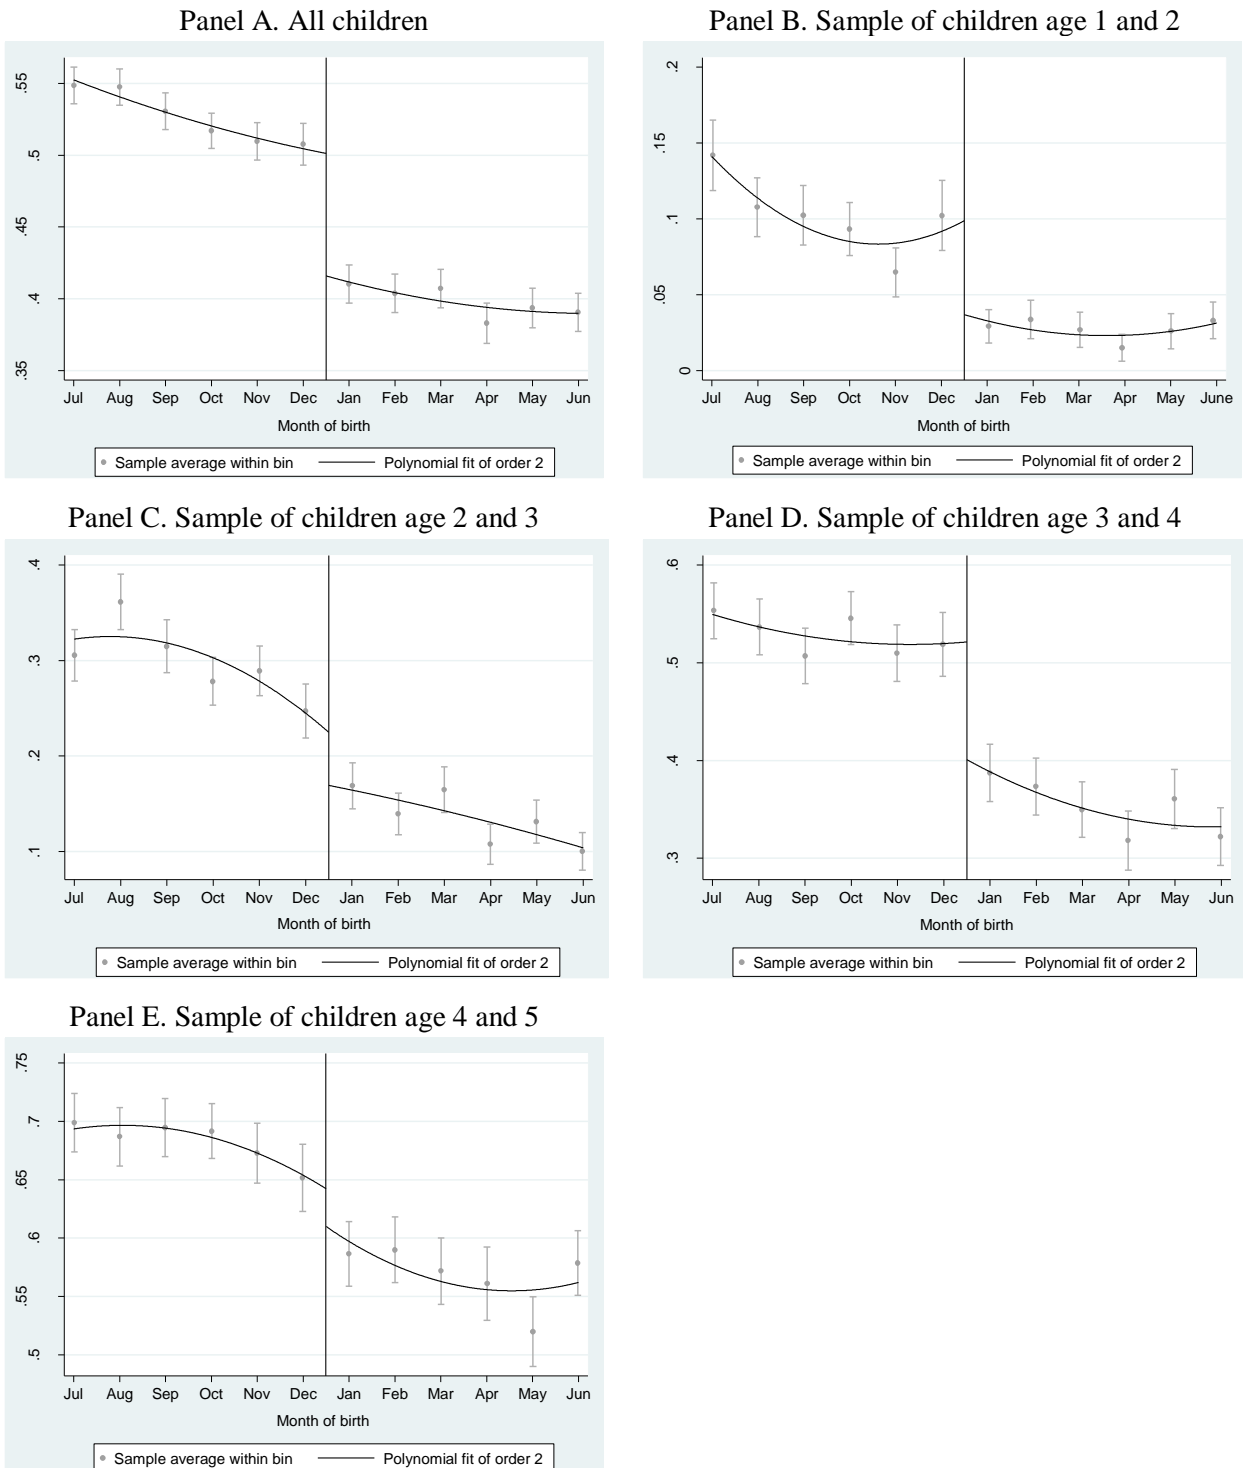 Panel A. All children
.55
.5
.45
.4
.35
Jul Aug Sep Oct Nov Dec Jan Feb Mar Apr May Jun
Month of birth
Sample average within bin Polynomial fit of order 2
Panel B. Sample of children age 1 and 2
.2
.15
.1
.05
0
Jul Aug Sep Oct Nov Dec Jan Feb Mar Apr May June
Month of birth
Sample average within bin Polynomial fit of order 2
Panel C. Sample of children age 2 and 3
.4
.3
.2
.1
Jul Aug Sep Oct Nov Dec Jan Feb Mar Apr May Jun
Month of birth
Sample average within bin Polynomial fit of order 2
Panel D. Sample of children age 3 and 4
.6
.5
.4
.3
Jul Aug Sep Oct Nov Dec Jan Feb Mar Apr May Jun
Month of birth
Sample average within bin Polynomial fit of order 2
Panel E. Sample of children age 4 and 5
.75
.7
.65
.6
.55
.5
Jul Aug Sep Oct Nov Dec Jan Feb Mar Apr May Jun
Month of birth
Sample average within bin Polynomial fit of order 2